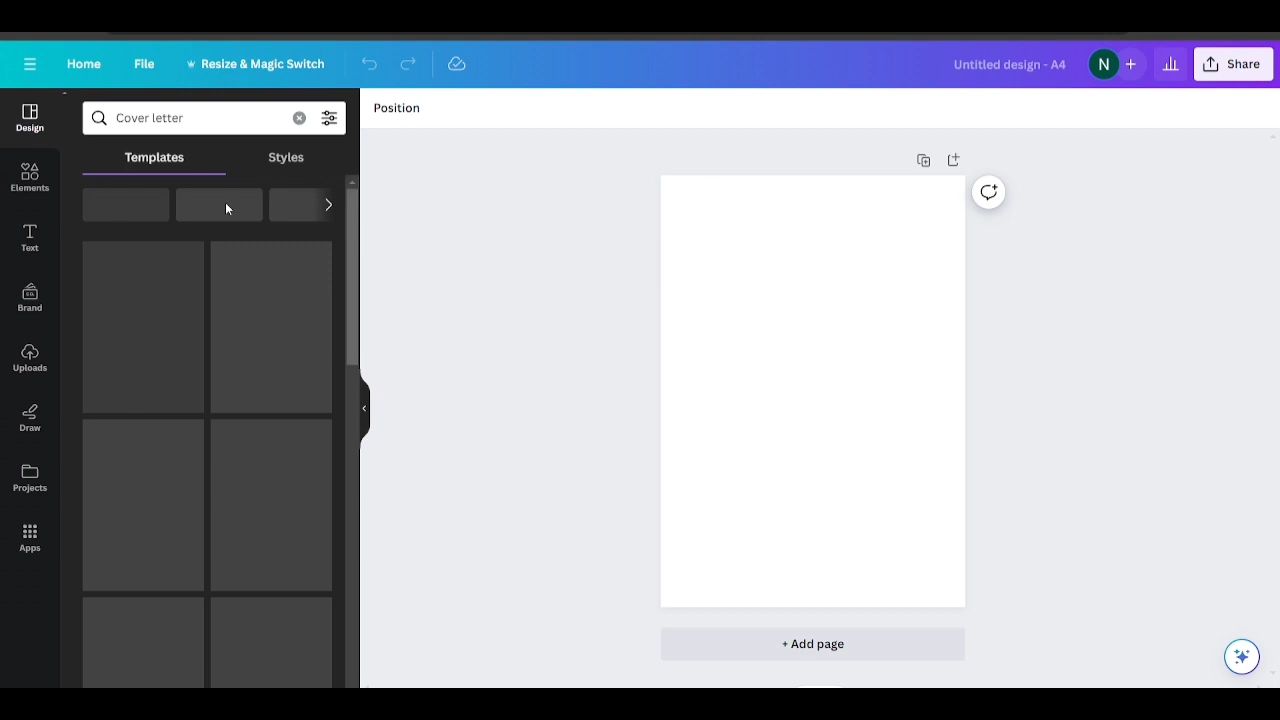 Home
File
Resize & Magic Switch
Untitled design - A4
N
+
Share
Design
Elements
Text
Brand
Uploads
Draw
Projects
Apps
Cover letter
Templates
Styles
Position
+ Add page